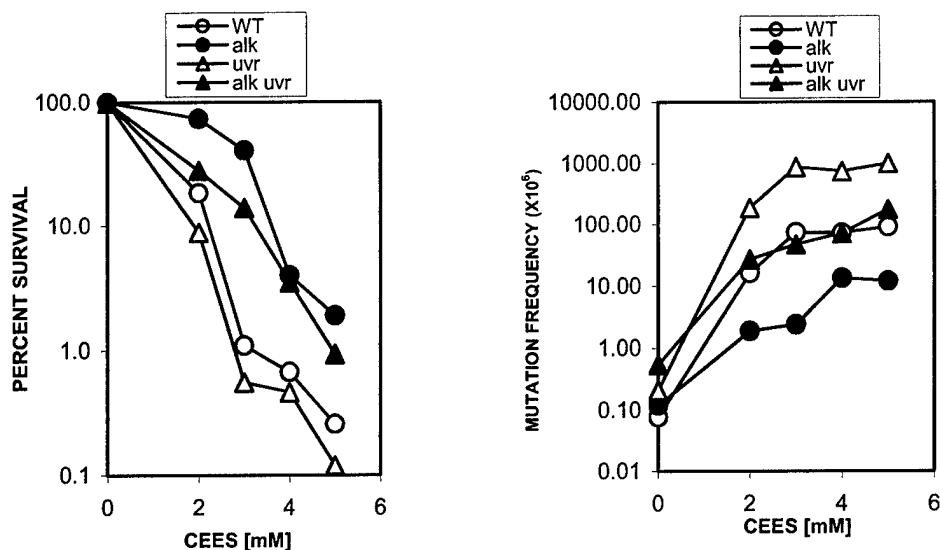 WT
alk
uvr
alk uvr
100.0
10.0
1.0
0.1
0
2
4
6
PERCENT SURVIVAL
CEES [mM]
WT
alk
uvr
alk uvr
10000.00
1000.00
100.00
10.00
1.00
0.10
0.01
0
2
4
6
MUTATION FREQUENCY (X10⁶)
CEES [mM]